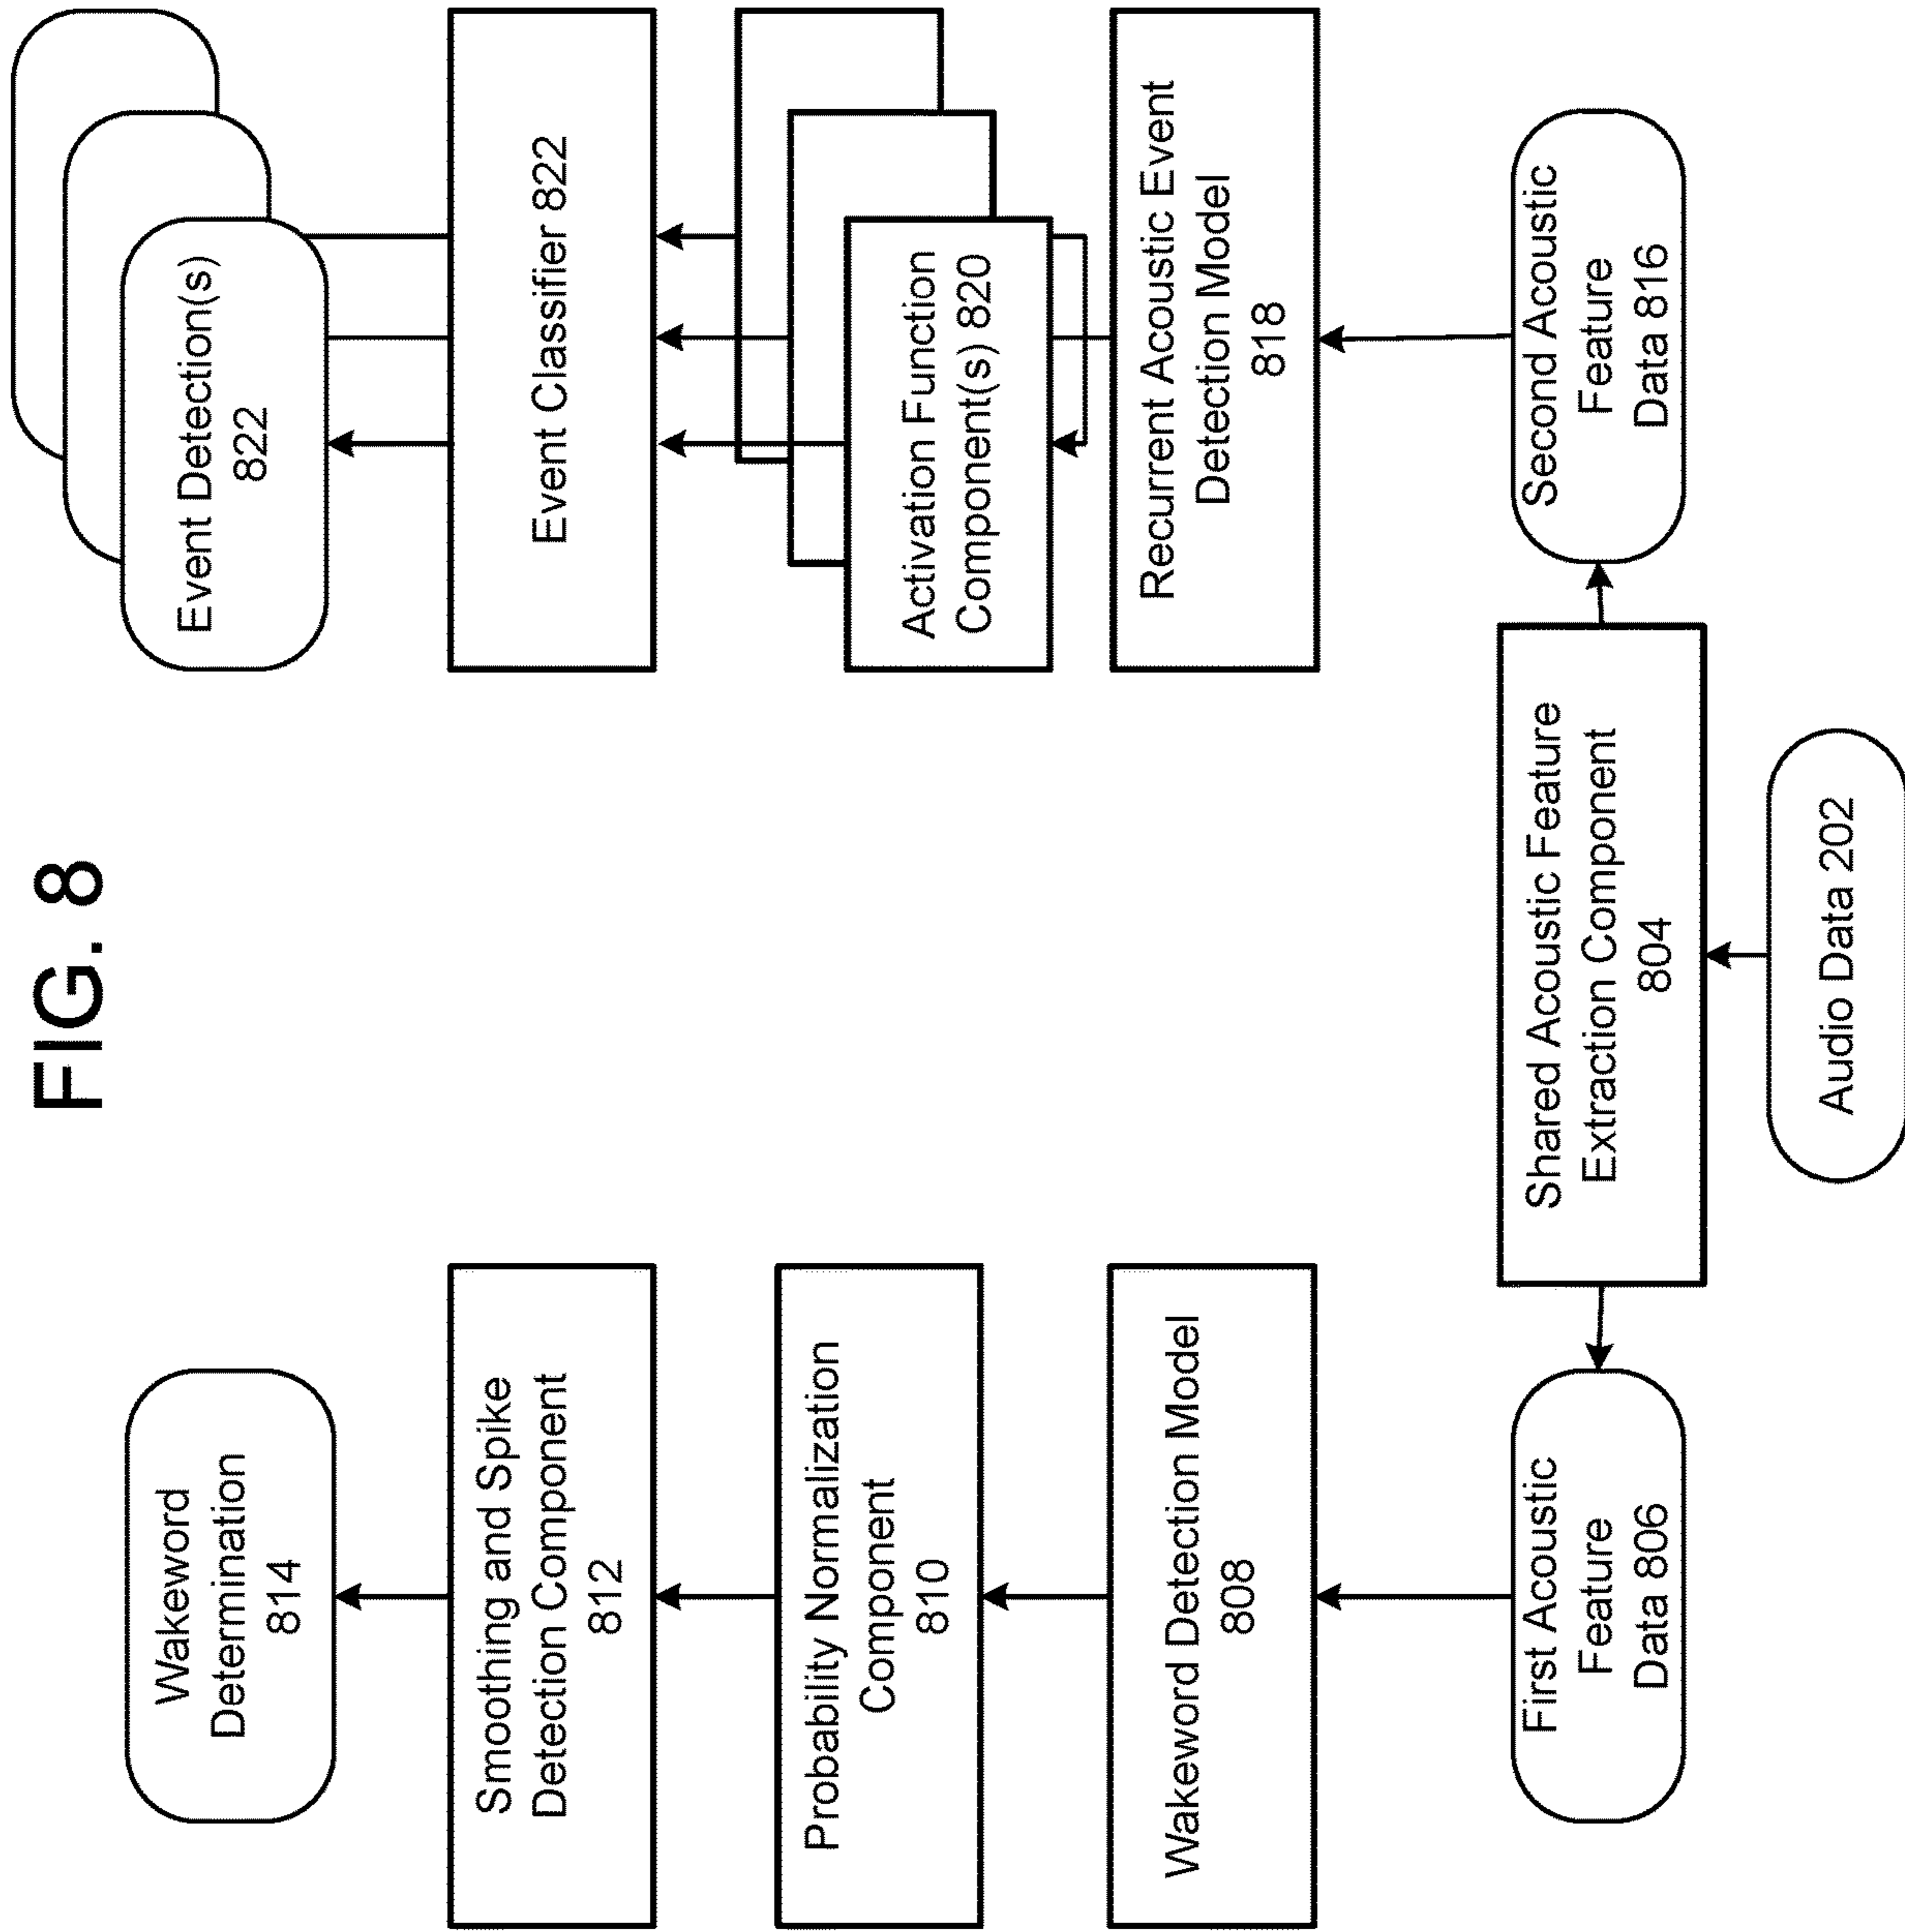 FIG. 8
Wakeword
Determination
814
Smoothing and Spike
Detection Component
812
Probability Normalization
Component
810
Wakeword Detection Model
808
First Acoustic
Feature
Data 806
Event Detection(s)
822
Event Classifier 822
Activation Function
Component(s) 820
Recurrent Acoustic Event
Detection Model
818
Second Acoustic
Feature
Data 816
Shared Acoustic Feature
Extraction Component
804
Audio Data 202